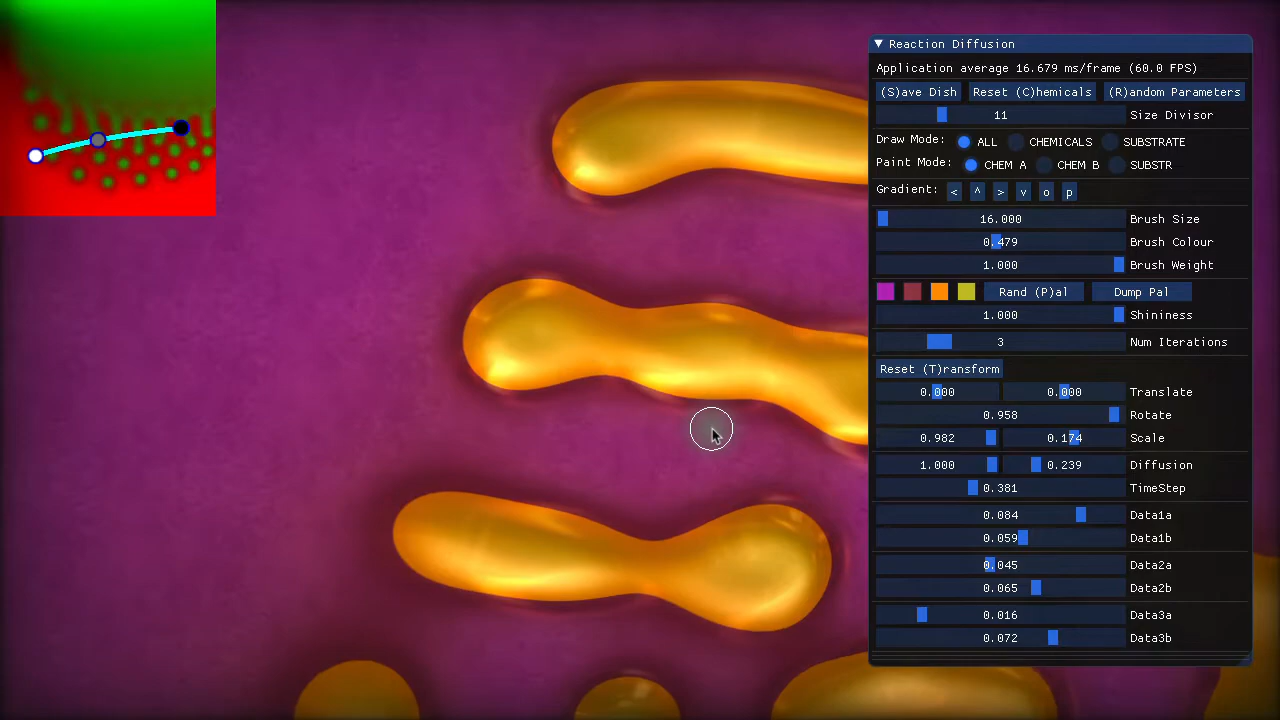 ▼ Reaction Diffusion
Application average 16.679 ms/frame (60.0 FPS)
(S)ave Dish Reset (C)hemicals (R)andom Parameters
11 Size Divisor
Draw Mode: ALL CHEMICALS SUBSTRATE
Paint Mode: CHEM A CHEM B SUBSTR
Gradient: < ^ > v o p
16.000 Brush Size
0.479 Brush Colour
1.000 Brush Weight
Rand (P)al Dump Pal
1.000 Shininess
3 Num Iterations
Reset (T)ransform
0.000 0.000 Translate
0.958 Rotate
0.982 0.174 Scale
1.000 0.239 Diffusion
0.381 TimeStep
0.084 Data1a
0.059 Data1b
0.045 Data2a
0.065 Data2b
0.016 Data3a
0.072 Data3b